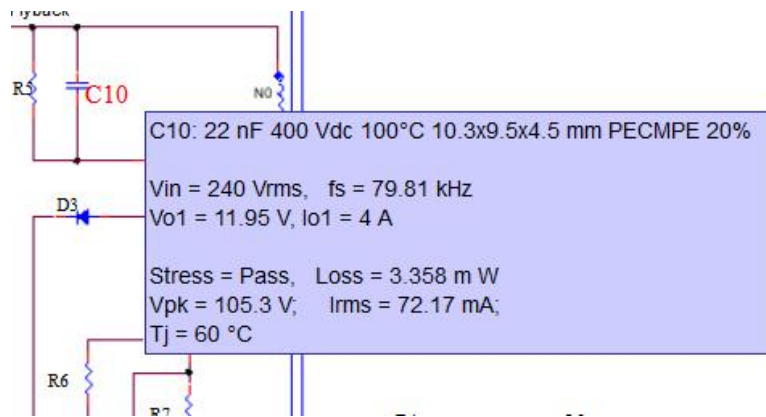 Flyback
R5
C10
N0
C10: 22 nF 400 Vdc 100°C 10.3x9.5x4.5 mm PECMPE 20%
Vin = 240 Vrms, fs = 79.81 kHz
Vo1 = 11.95 V, Io1 = 4 A
D3
Stress = Pass, Loss = 3.358 m W
Vpk = 105.3 V; Irms = 72.17 mA;
Tj = 60 °C
R6
R7